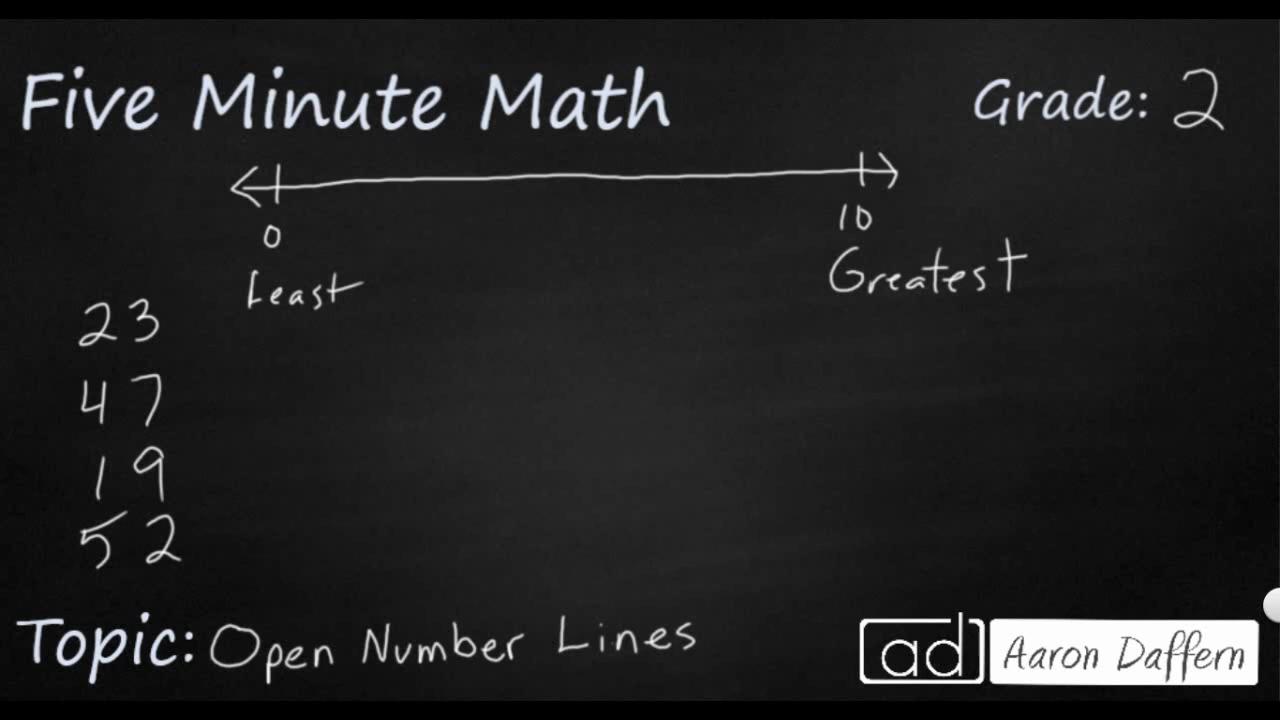 Five Minute Math Grade: 2
0 10
Least Greatest
23
47
19
52
Topic: Open Number Lines
ad Aaron Daffern